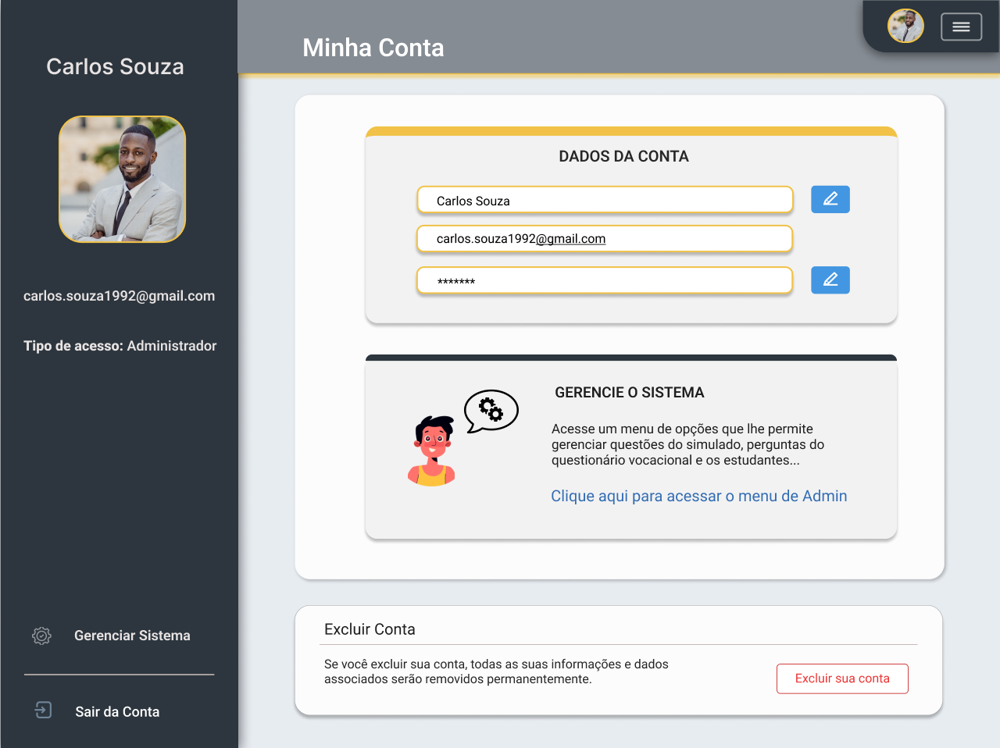 Carlos Souza
carlos.souza1992@gmail.com
Tipo de acesso: Administrador
Gerenciar Sistema
Sair da Conta
Minha Conta
DADOS DA CONTA
Carlos Souza
carlos.souza1992@gmail.com
*******
GERENCIE O SISTEMA
Acesse um menu de opções que lhe permite
gerenciar questões do simulado, perguntas do
questionário vocacional e os estudantes...
Clique aqui para acessar o menu de Admin
Excluir Conta
Se você excluir sua conta, todas as suas informações e dados
associados serão removidos permanentemente.
Excluir sua conta